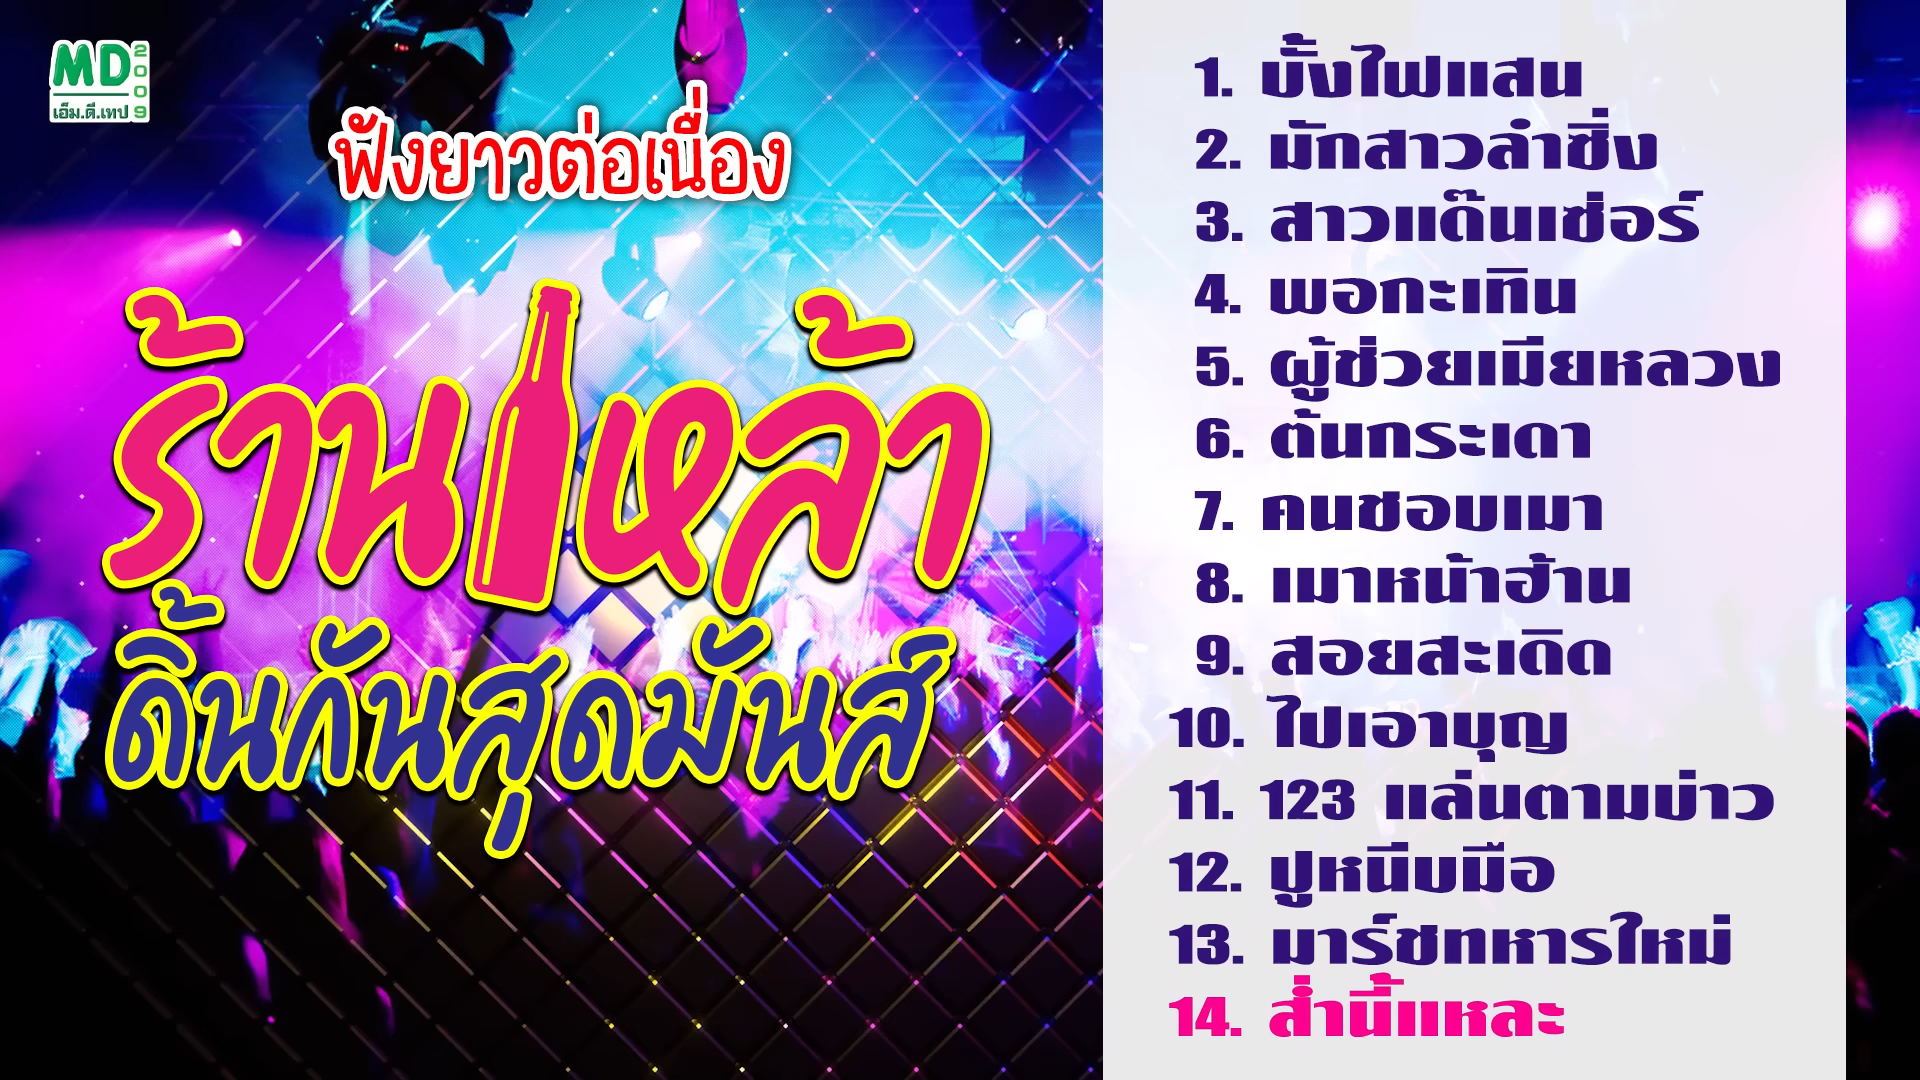 MD 2009
เอ็ม.ดี.เทป
ฟังยาวต่อเนื่อง
ร้านเหล้า
ดิ้นกันสุดมันส์
1. บั้งไฟแสน
2. มักสาวลำซิ่ง
3. สาวแด๊นเซ่อร์
4. พอกะเทิน
5. ผู้ช่วยเมียหลวง
6. ต้นกระเดา
7. คนชอบเมา
8. เมาหน้าฮ้าน
9. สอยสะเดิด
10. ไปเอาบุญ
11. 123 แล่นตามบ่าว
12. ปูหนีบมือ
13. มาร์ชทหารใหม่
14. ส่ำนี้แหละ